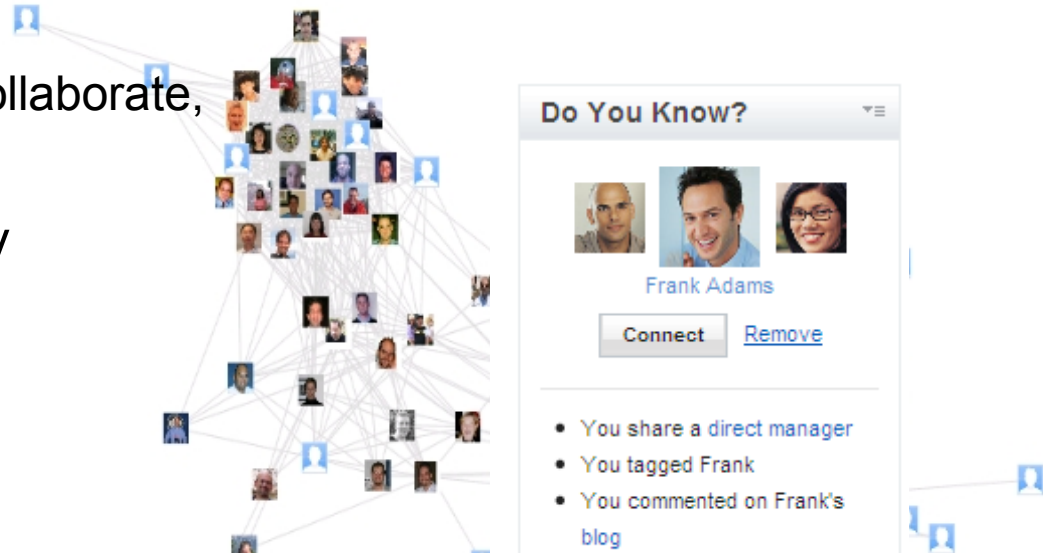 ollaborate,
y
Do You Know?
Frank Adams
Connect Remove
You share a direct manager
You tagged Frank
You commented on Frank's
blog